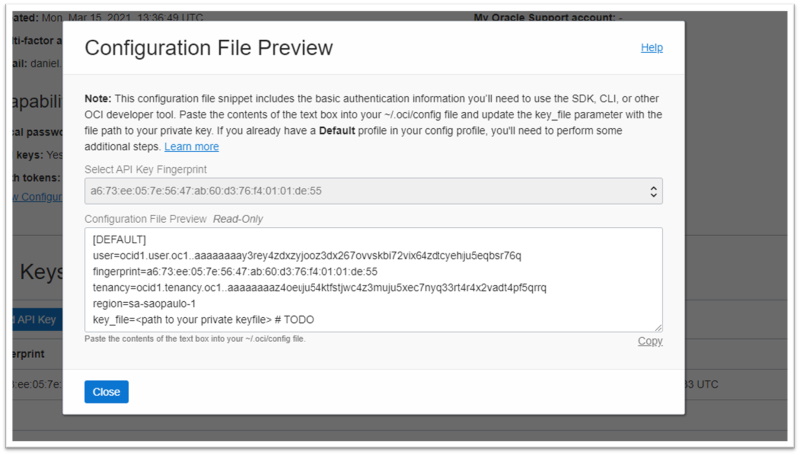 ated: Mon, Mar 15, 2021, 13:36:49 UTC
My Oracle Support account: -
lti-factor a
ail: daniel.
Configuration File Preview
Help
apabili
cal passwo
keys: Yes
h tokens:
w Configur
Note: This configuration file snippet includes the basic authentication information you'll need to use the SDK, CLI, or other
OCI developer tool. Paste the contents of the text box into your ~/.oci/config file and update the key_file parameter with the
file path to your private key. If you already have a Default profile in your config profile, you'll need to perform some
additional steps. Learn more
Select API Key Fingerprint
a6:73:ee:05:7e:56:47:ab:60:d3:76:f4:01:01:de:55
Configuration File Preview Read-Only
[DEFAULT]
user=ocid1.user.oc1..aaaaaaaay3rey4zdxzyjooz3dx267ovvskbi72vix64zdtcyehju5eqbsr76q
fingerprint=a6:73:ee:05:7e:56:47:ab:60:d3:76:f4:01:01:de:55
tenancy=ocid1.tenancy.oc1..aaaaaaaaz4oeuju54ktfstjwc4z3muju5xec7nyq33rt4r4x2vadt4pf5qrrq
region=sa-saopaulo-1
key_file=<path to your private keyfile> # TODO
Paste the contents of the text box into your ~/.oci/config file.
Copy
Keys
API Key
erprint
3:ee:05:7e:
33 UTC
Close